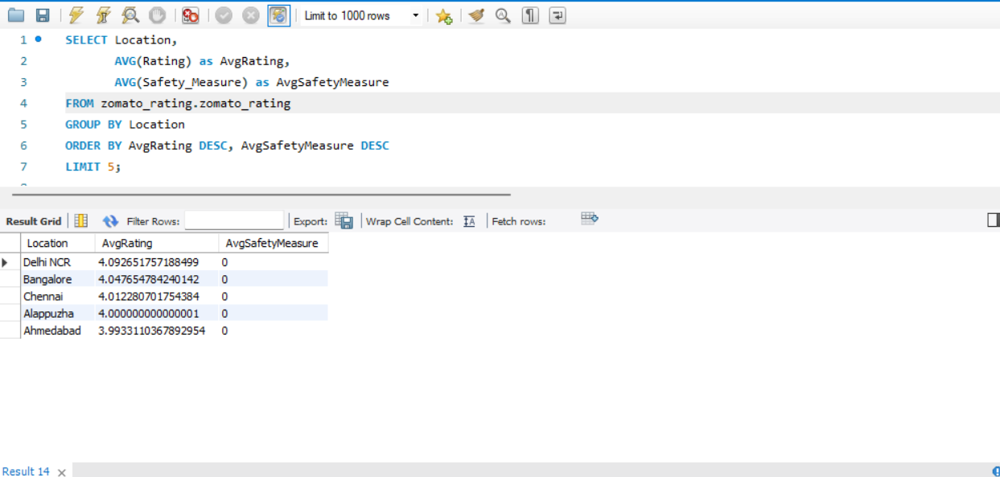 Limit to 1000 rows
1 SELECT Location,
2 AVG(Rating) as AvgRating,
3 AVG(Safety_Measure) as AvgSafetyMeasure
4 FROM zomato_rating.zomato_rating
5 GROUP BY Location
6 ORDER BY AvgRating DESC, AvgSafetyMeasure DESC
7 LIMIT 5;
Result Grid Filter Rows: Export: Wrap Cell Content: Fetch rows:
Location AvgRating AvgSafetyMeasure
Delhi NCR 4.092651757188499 0
Bangalore 4.047654784240142 0
Chennai 4.012280701754384 0
Alappuzha 4.000000000000001 0
Ahmedabad 3.9933110367892954 0
Result 14